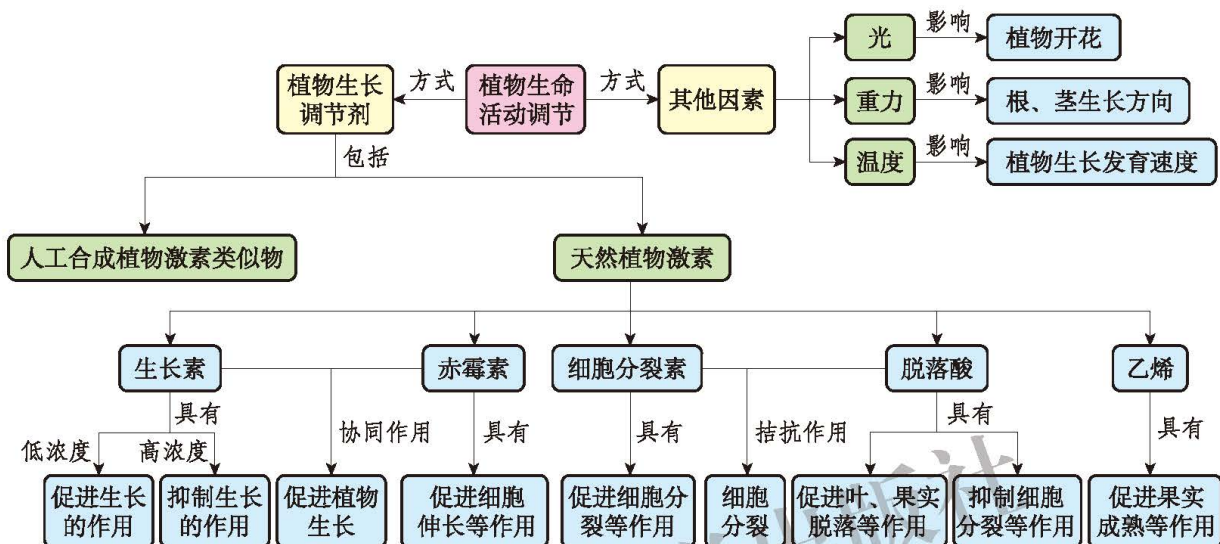 光
影响
植物开花
植物生长
调节剂
方式
植物生命
活动调节
方式
其他因素
重力
影响
根、茎生长方向
包括
温度
影响
植物生长发育速度
人工合成植物激素类似物
天然植物激素
生长素
赤霉素
细胞分裂素
脱落酸
乙烯
具有
低浓度
高浓度
协同作用
具有
具有
拮抗作用
具有
具有
促进生长
的作用
抑制生长
的作用
促进植物
生长
促进细胞
伸长等作用
促进细胞分
裂等作用
细胞
分裂
促进叶、果实
脱落等作用
抑制细胞
分裂等作用
促进果实
成熟等作用
版社